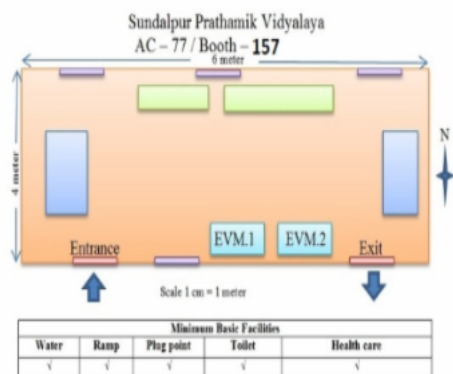 Sundalpur Prathamik Vidyalaya
AC – 77 / Booth – 157
6 meter
N
4 meter
EVM.1 EVM.2
Entrance Exit
Scale 1 cm = 1 meter
Minimum Basic Facilities
Water Ramp Plug point Toilet Health care
√ √ √ √ √